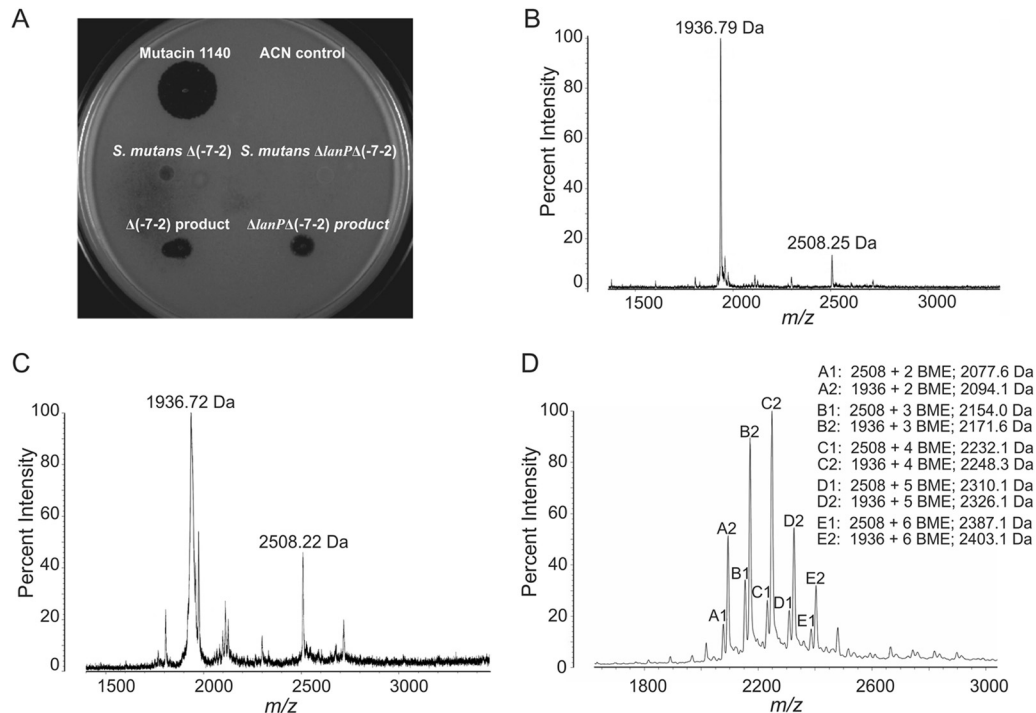 A
Mutacin 1140 ACN control
S. mutans Δ(-7-2) S. mutans ΔlanPΔ(-7-2)
Δ(-7-2) product ΔlanPΔ(-7-2) product
B
1936.79 Da
2508.25 Da
100
80
60
40
20
0
Percent Intensity
1500 2000 2500 3000
m/z
C
1936.72 Da
2508.22 Da
100
80
60
40
20
0
Percent Intensity
1500 2000 2500 3000
m/z
D
A1: 2508 + 2 BME; 2077.6 Da
A2: 1936 + 2 BME; 2094.1 Da
B1: 2508 + 3 BME; 2154.0 Da
B2: 1936 + 3 BME; 2171.6 Da
C1: 2508 + 4 BME; 2232.1 Da
C2: 1936 + 4 BME; 2248.3 Da
D1: 2508 + 5 BME; 2310.1 Da
D2: 1936 + 5 BME; 2326.1 Da
E1: 2508 + 6 BME; 2387.1 Da
E2: 1936 + 6 BME; 2403.1 Da
C2
B2
A2
D2
B1
E2
C1
D1
A1
E1
100
80
60
40
20
0
Percent Intensity
1800 2200 2600 3000
m/z